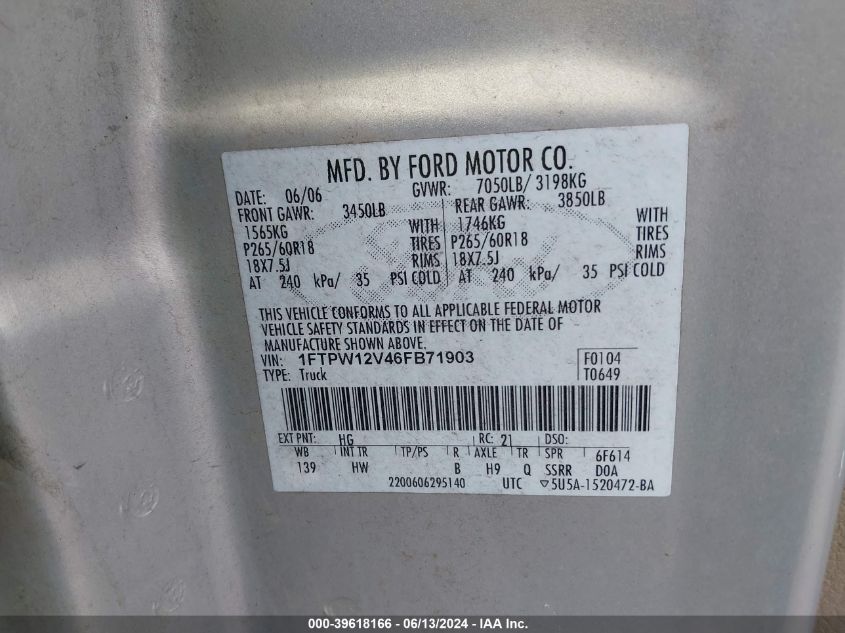 MFD. BY FORD MOTOR CO.
DATE: 06/06 GVWR: 7050LB/ 3198KG
FRONT GAWR: 3450LB REAR GAWR: 3850LB
1565KG WITH 1746KG WITH
P265/60R18 TIRES P265/60R18 TIRES
18X7.5J RIMS 18X7.5J RIMS
AT 240 kPa/ 35 PSI COLD AT 240 kPa/ 35 PSI COLD
THIS VEHICLE CONFORMS TO ALL APPLICABLE FEDERAL MOTOR
VEHICLE SAFETY STANDARDS IN EFFECT ON THE DATE OF
MANUFACTURE SHOWN ABOVE.
VIN: 1FTPW12V46FB71903 F0104
TYPE: Truck T0649
EXT PNT: HG RC: 21 DSO:
WB INT TR TP/PS R AXLE TR SPR 6F614
139 HW B H9 Q SSRR DOA
2200606295140 UTC ▽5U5A-1520472-BA
000-39618166 - 06/13/2024 - IAA Inc.